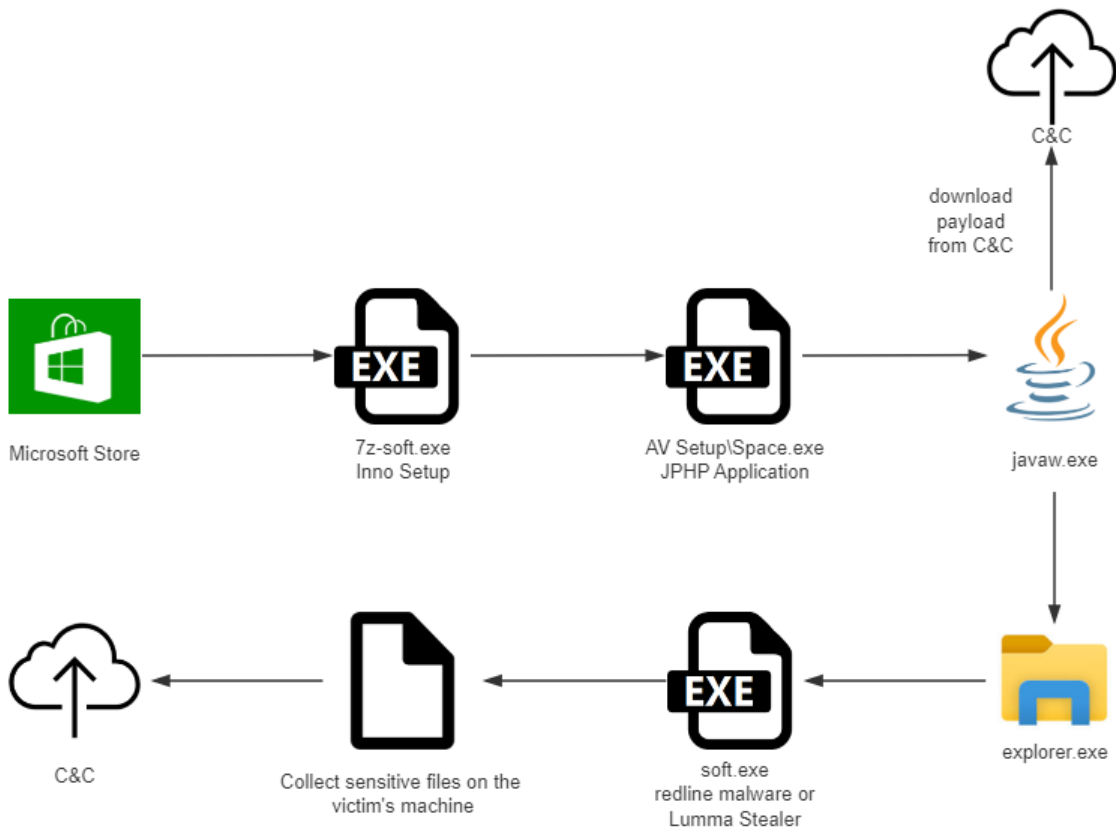 C&C
download
payload
from C&C
EXE
EXE
Microsoft Store
7z-soft.exe
Inno Setup
AV Setup\Space.exe
JPHP Application
javaw.exe
EXE
C&C
Collect sensitive files on the
victim's machine
soft.exe
redline malware or
Lumma Stealer
explorer.exe